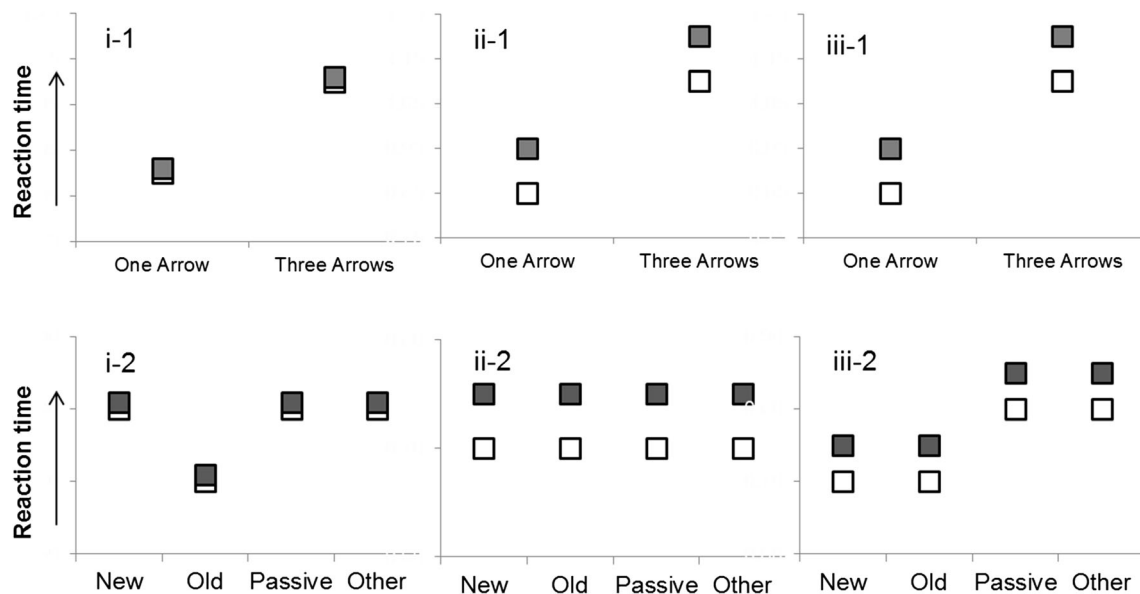 i-1
ii-1
iii-1
Reaction time
One Arrow
Three Arrows
One Arrow
Three Arrows
One Arrow
Three Arrows
i-2
ii-2
iii-2
Reaction time
New
Old
Passive
Other
New
Old
Passive
Other
New
Old
Passive
Other